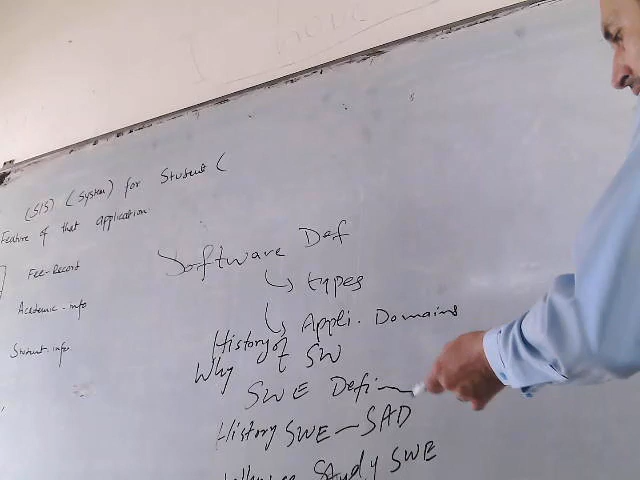 (SIS) (System) for Student (
Feature of that application
Fee-Record
Academic-info
Student-info
Software Def
↳ types
↳ Appli. Domains
History of SW
Why
SWE Defi
History SWE - SAD
Study SWE